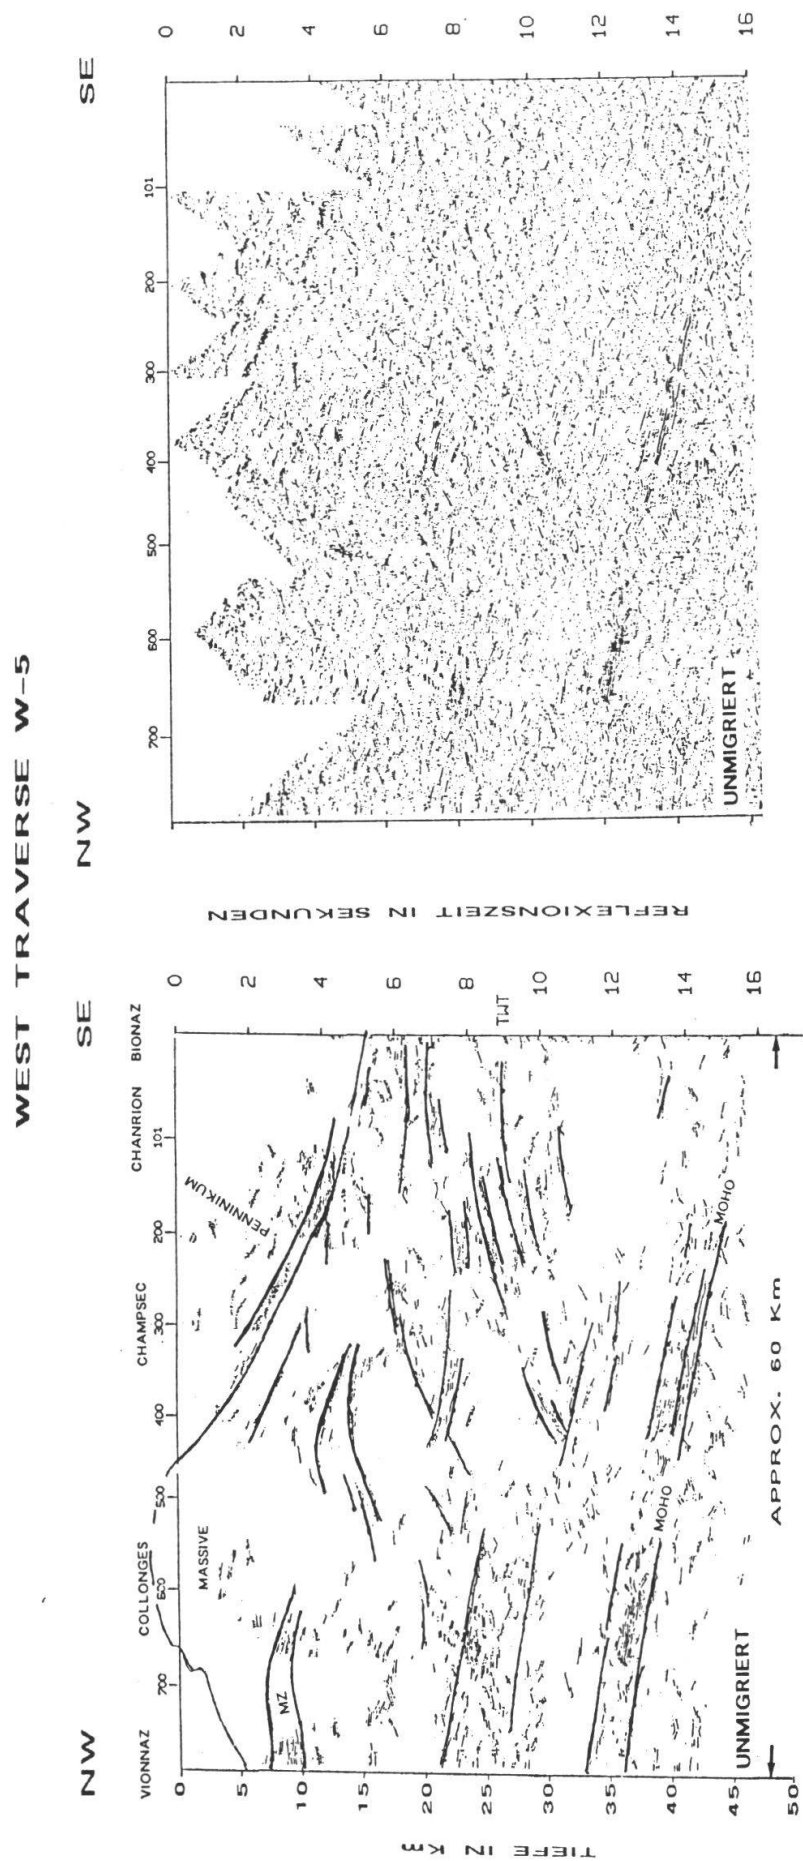 WEST TRAVERSE W-5
NW
SE
VIONNAZ
COLLONGES
CHAMPSEC
CHANRION
BIONAZ
700
600
500
400
300
200
101
0
5
10
15
20
25
30
35
40
45
50
TIEFE IN Km
0
2
4
6
8
TWT
10
12
14
16
MASSIVE
PENNINIKUM
MZ
MOHO
MOHO
UNMIGRIERT
APPROX. 60 Km
NW
SE
REFLEXIONSZEIT IN SEKUNDEN
700
600
500
400
300
200
101
0
2
4
6
8
10
12
14
16
UNMIGRIERT